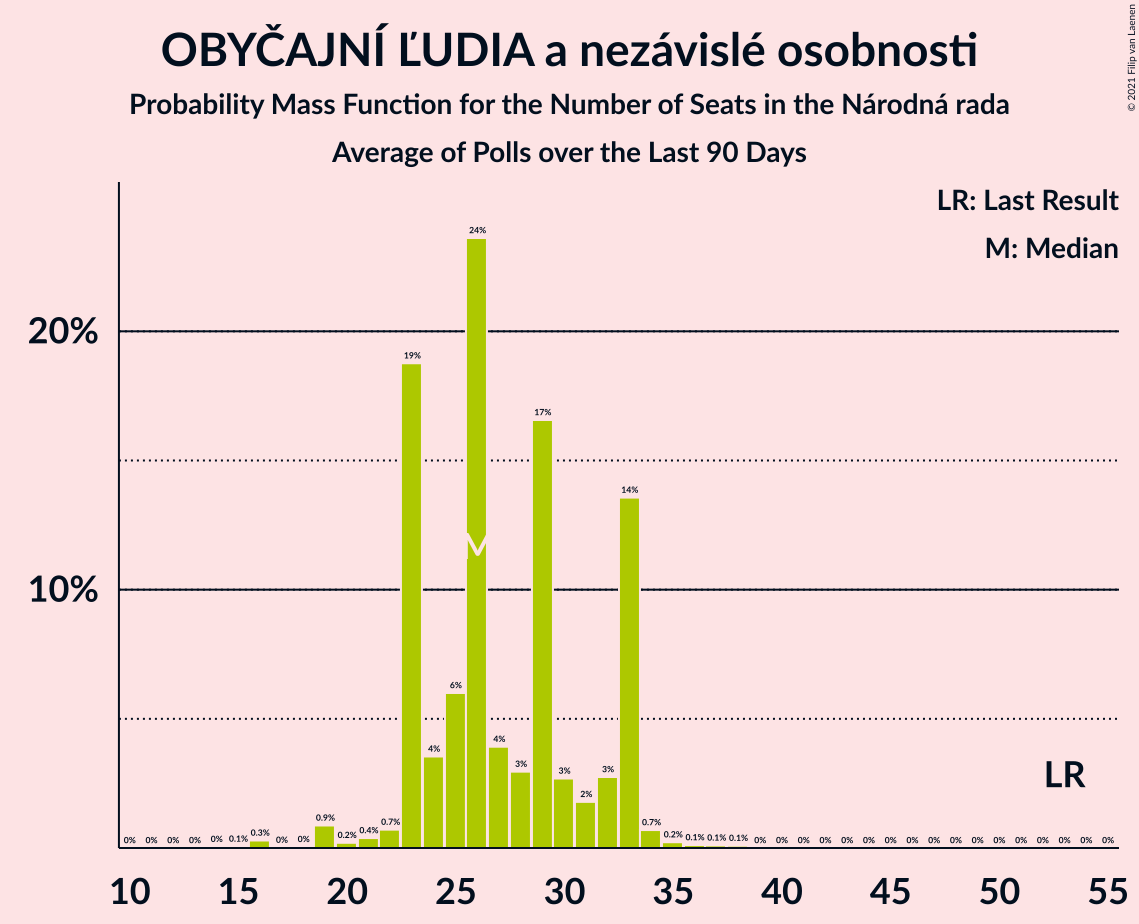 OBYČAJNÍ ĽUDIA a nezávislé osobnosti
Probability Mass Function for the Number of Seats in the Národná rada
Average of Polls over the Last 90 Days
© 2021 Filip van Laenen
LR: Last Result
M: Median
20%
10%
0% 0% 0% 0% 0% 0.1% 0.3% 0% 0% 0.9% 0.2% 0.4% 0.7% 19% 4% 6% 24% 4% 3% 17% 3% 2% 3% 14% 0.7% 0.2% 0.1% 0.1% 0.1% 0% 0% 0% 0% 0% 0% 0% 0% 0% 0% 0% 0% 0% 0% 0% 0% 0%
M
LR
10 15 20 25 30 35 40 45 50 55